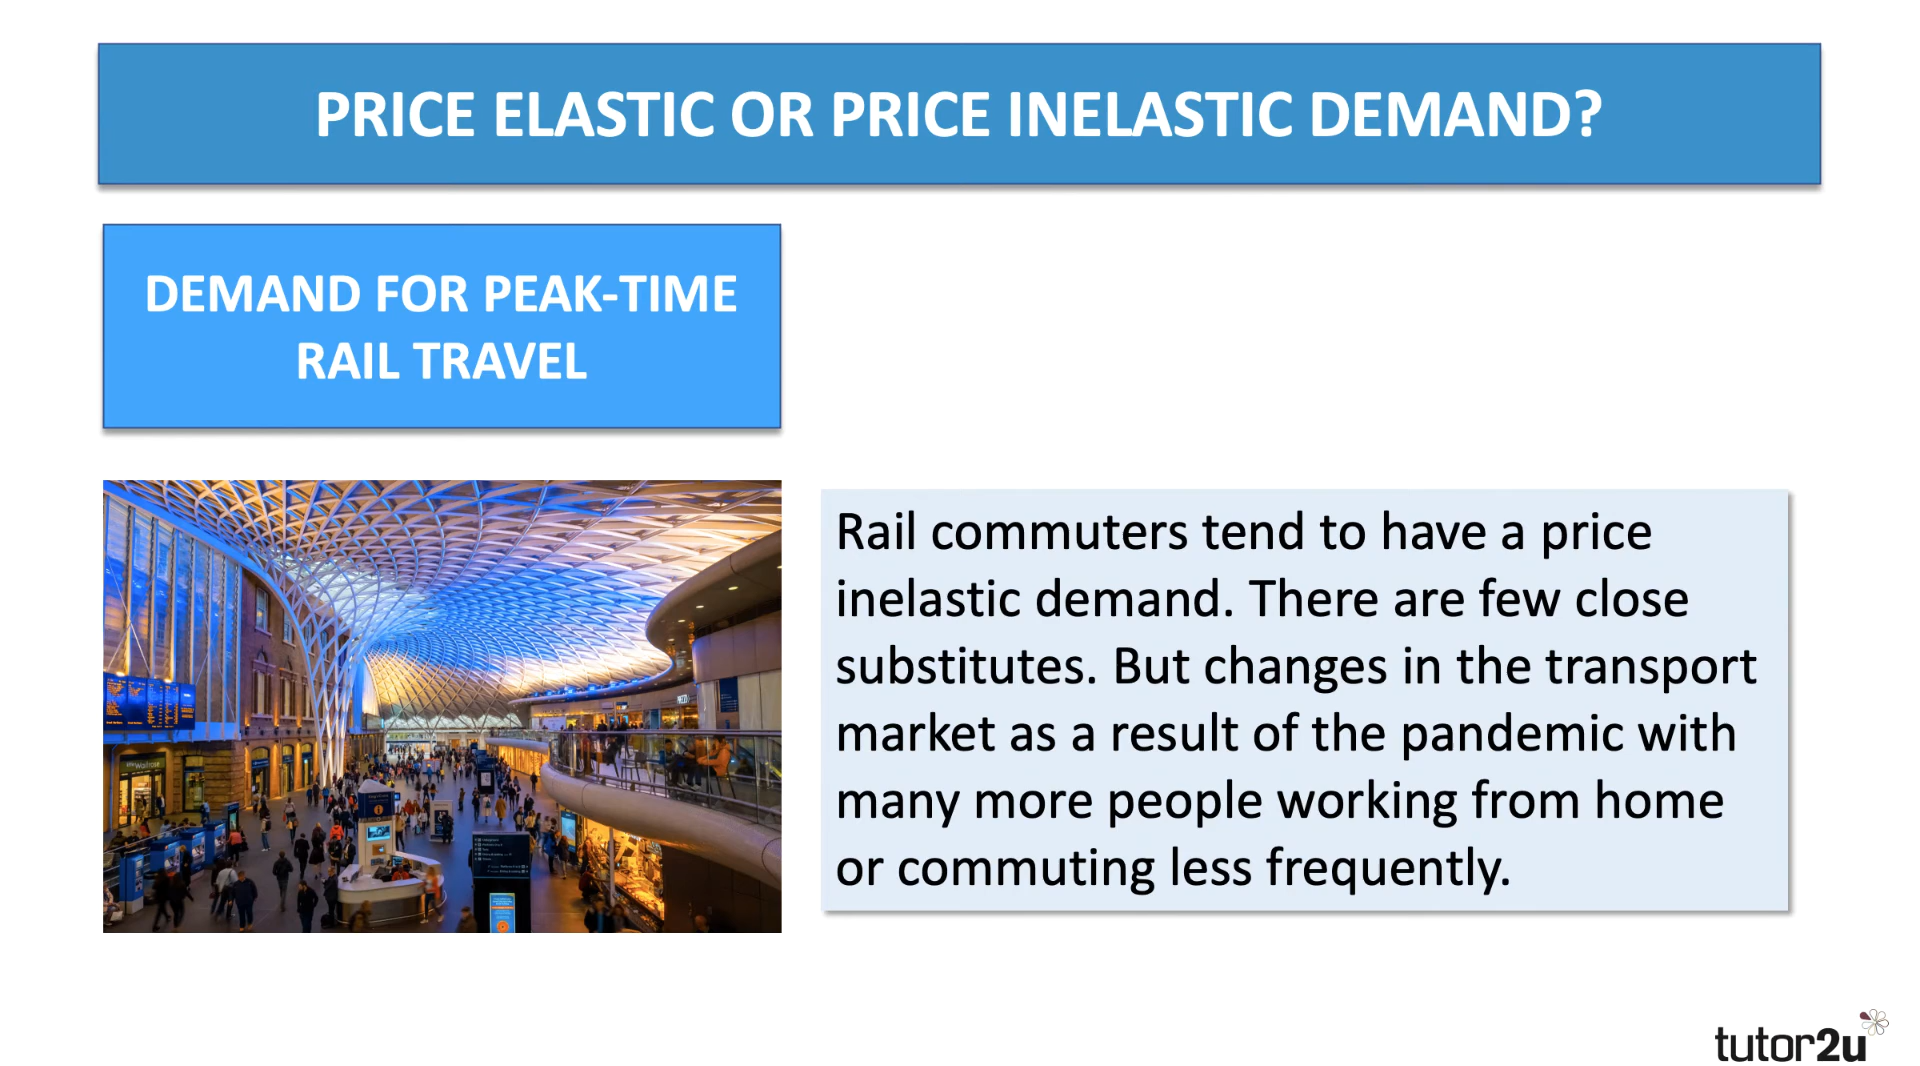 PRICE ELASTIC OR PRICE INELASTIC DEMAND?
DEMAND FOR PEAK-TIME
RAIL TRAVEL
Rail commuters tend to have a price
inelastic demand. There are few close
substitutes. But changes in the transport
market as a result of the pandemic with
many more people working from home
or commuting less frequently.
Waitrose
tutor2u